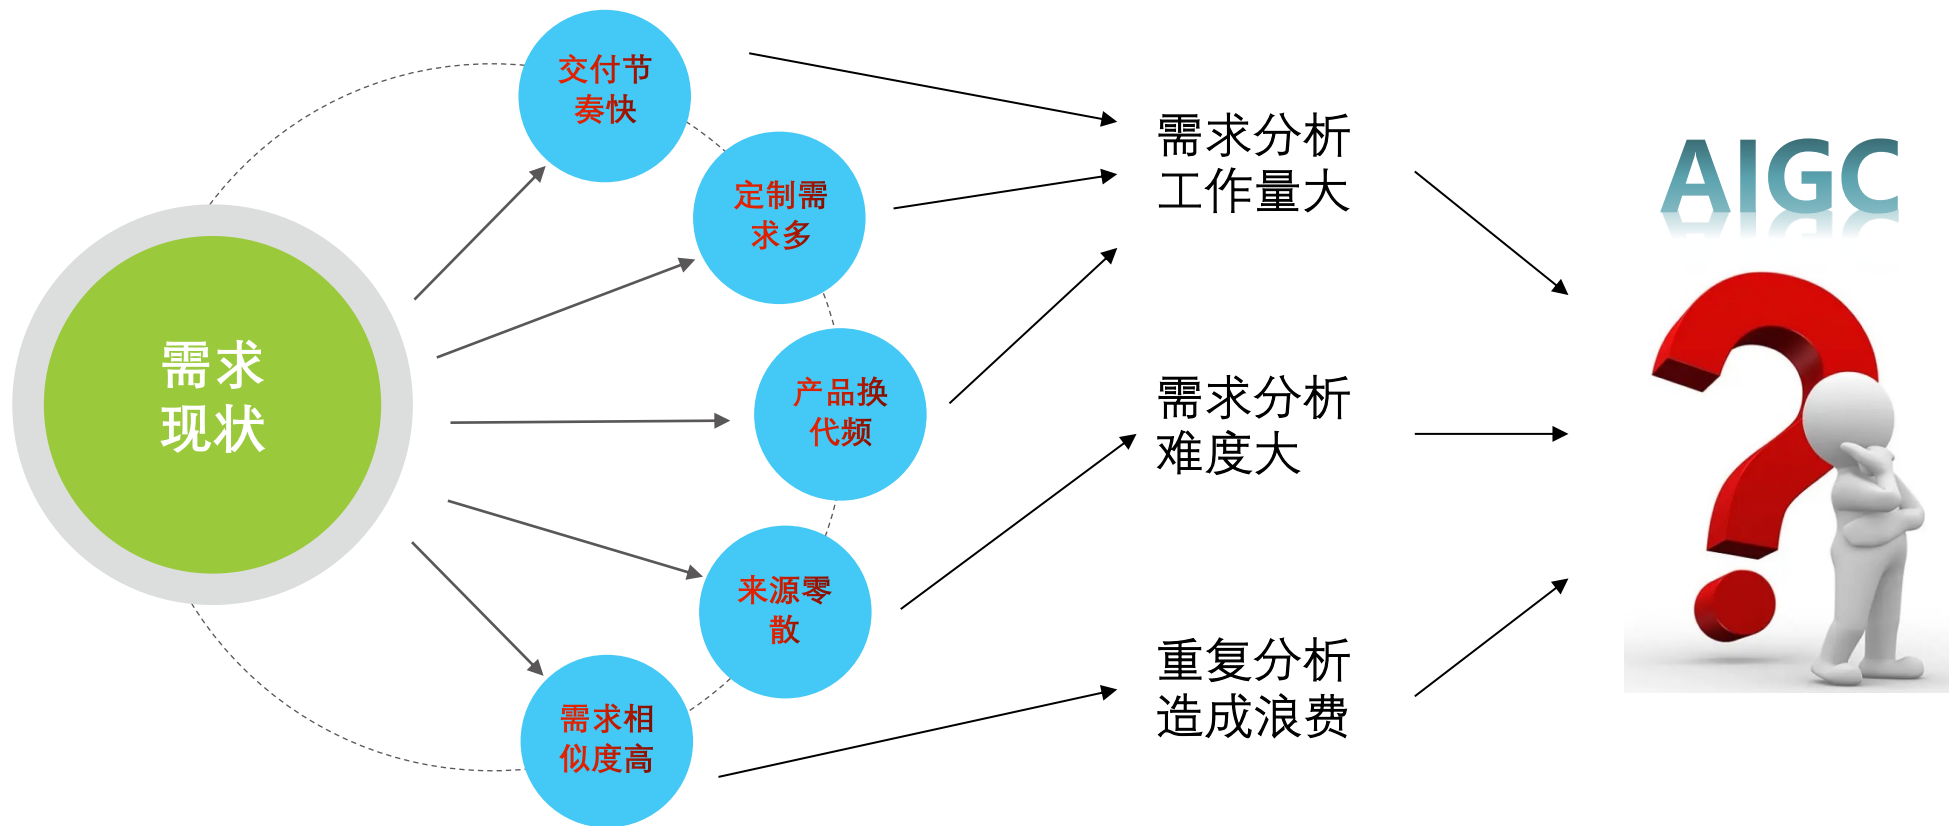 需求
现状
交付节
奏快
定制需
求多
产品换
代频
来源零
散
需求相
似度高
需求分析
工作量大
需求分析
难度大
重复分析
造成浪费
AIGC